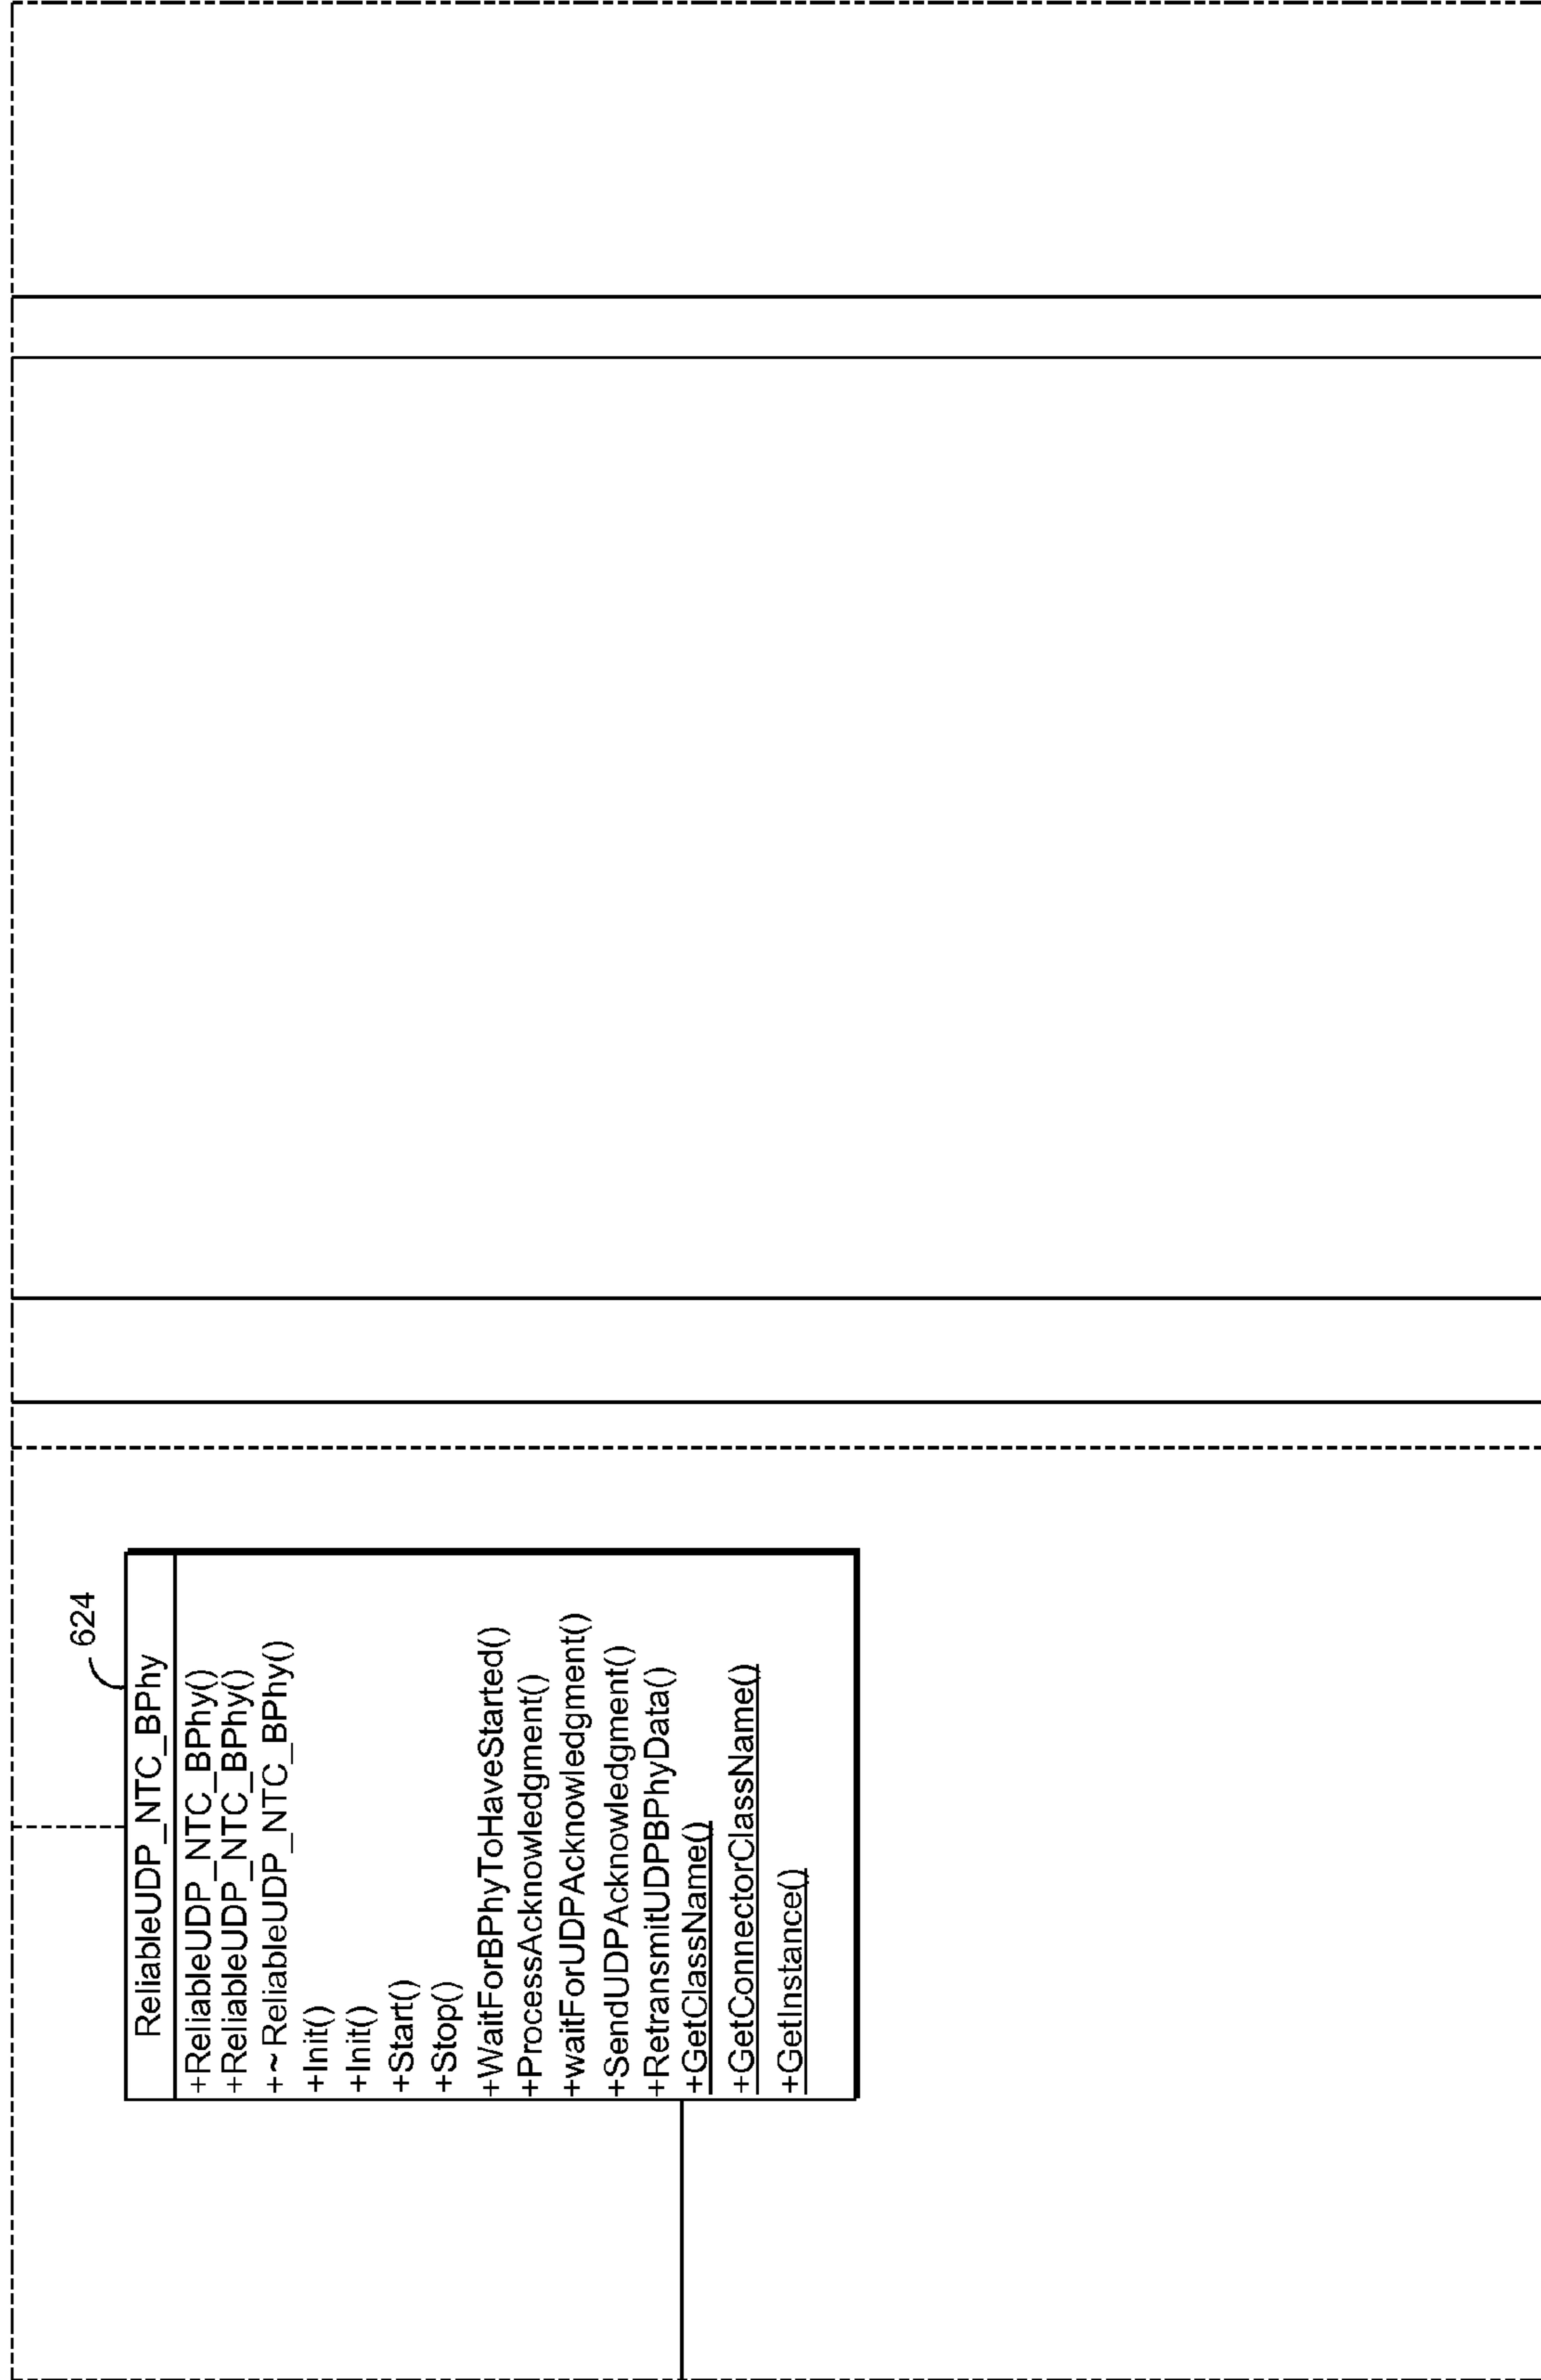 624
ReliableUDP_NTC_BPhy
+ReliableUDP_NTC_BPhy()
+ReliableUDP_NTC_BPhy()
+~ReliableUDP_NTC_BPhy()
+Init()
+Init()
+Start()
+Stop()
+WaitForBPhyToHaveStarted()
+ProcessAcknowledgment()
+waitForUDPAcknowledgment()
+SendUDPAcknowledgment()
+RetransmitUDPBPhyData()
+GetClassName()
+GetConnectorClassName()
+GetInstance()